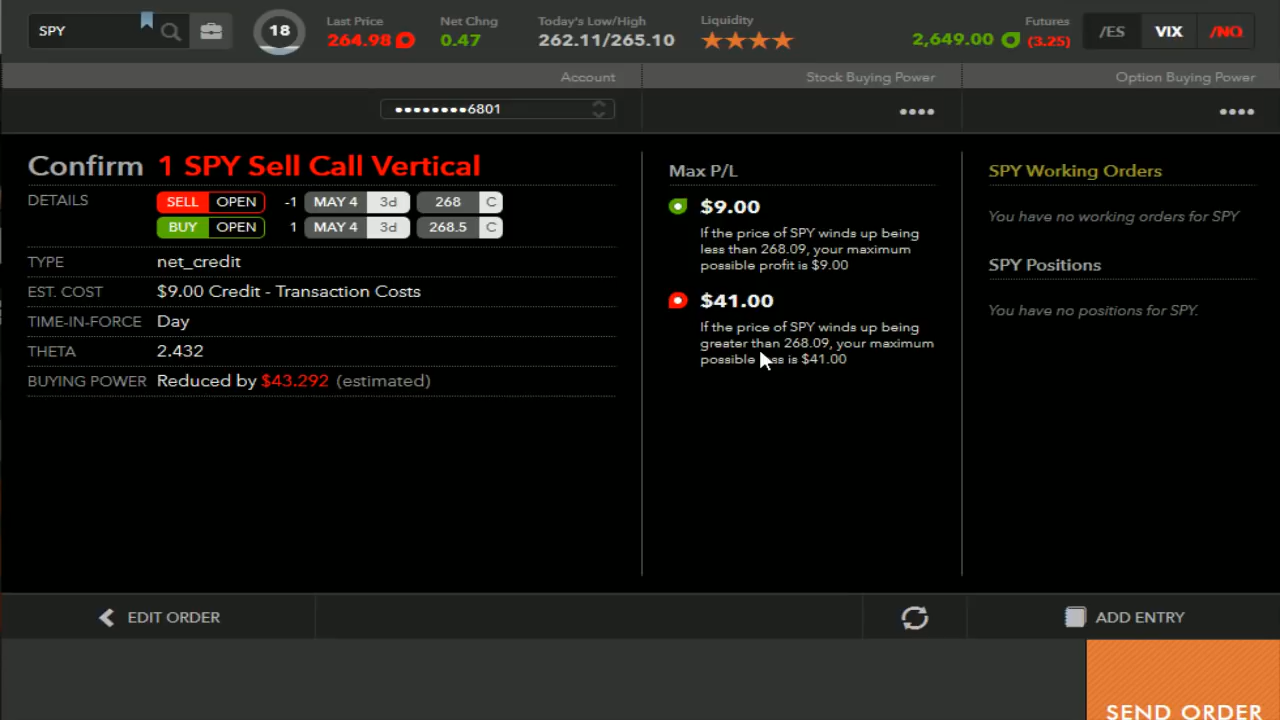 SPY
18
Last Price
264.98
Net Chng
0.47
Today's Low/High
262.11/265.10
Liquidity
Futures
2,649.00 (3.25)
/ES VIX /NQ
Account Stock Buying Power Option Buying Power
●●●●●●●●6801 ●●●● ●●●●
Confirm 1 SPY Sell Call Vertical
DETAILS SELL OPEN -1 MAY 4 3d 268 C
BUY OPEN 1 MAY 4 3d 268.5 C
TYPE net_credit
EST. COST $9.00 Credit - Transaction Costs
TIME-IN-FORCE Day
THETA 2.432
BUYING POWER Reduced by $43.292 (estimated)
Max P/L
$9.00
If the price of SPY winds up being
less than 268.09, your maximum
possible profit is $9.00
$41.00
If the price of SPY winds up being
greater than 268.09, your maximum
possible is $41.00
SPY Working Orders
You have no working orders for SPY
SPY Positions
You have no positions for SPY.
EDIT ORDER
ADD ENTRY
SEND ORDER